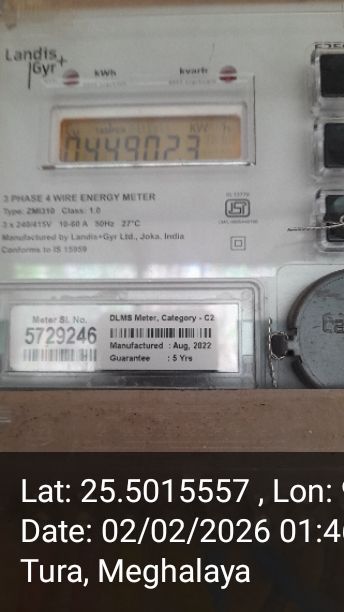 Landis+
Gyr
kWh
kvarh
KW h
0449023
3 PHASE 4 WIRE ENERGY METER
Type: ZMI310 Class: 1.0
3 x 240/415V 10-60 A 50Hz 27°C
Manufactured by Landis+Gyr Ltd., Joka. India
Conforms to IS 15959
ISI
Meter Sl. No.
5729246
DLMS Meter, Category - C2
Manufactured : Aug, 2022
Guarantee : 5 Yrs
Lat: 25.5015557 , Lon:
Date: 02/02/2026 01:4
Tura, Meghalaya